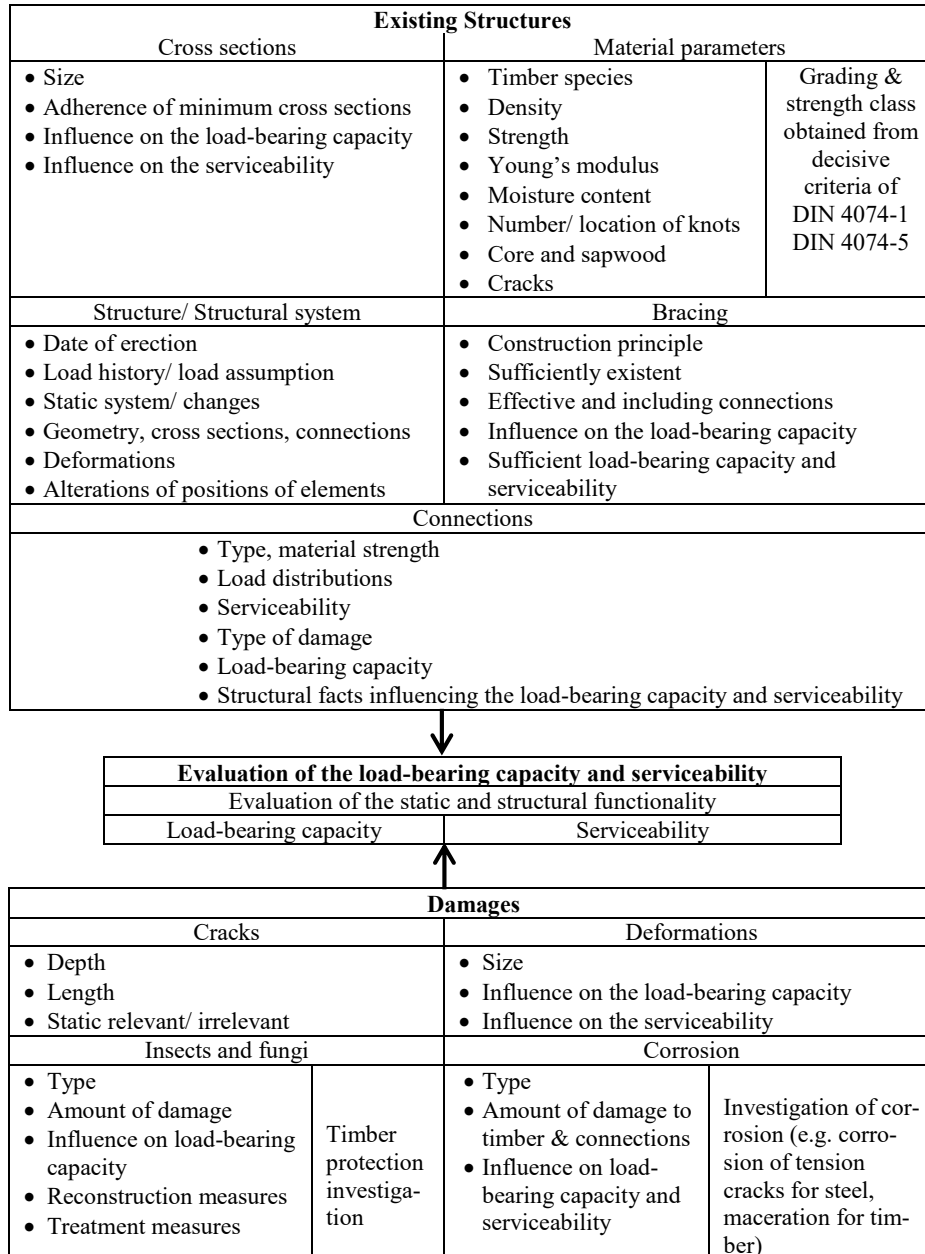 Existing Structures
Cross sections
Material parameters
• Size
• Adherence of minimum cross sections
• Influence on the load-bearing capacity
• Influence on the serviceability
• Timber species
• Density
• Strength
• Young’s modulus
• Moisture content
• Number/ location of knots
• Core and sapwood
• Cracks
Grading &
strength class
obtained from
decisive
criteria of
DIN 4074-1
DIN 4074-5
Structure/ Structural system
Bracing
• Date of erection
• Load history/ load assumption
• Static system/ changes
• Geometry, cross sections, connections
• Deformations
• Alterations of positions of elements
• Construction principle
• Sufficiently existent
• Effective and including connections
• Influence on the load-bearing capacity
• Sufficient load-bearing capacity and
serviceability
Connections
• Type, material strength
• Load distributions
• Serviceability
• Type of damage
• Load-bearing capacity
• Structural facts influencing the load-bearing capacity and serviceability
Evaluation of the load-bearing capacity and serviceability
Evaluation of the static and structural functionality
Load-bearing capacity
Serviceability
Damages
Cracks
Deformations
• Depth
• Length
• Static relevant/ irrelevant
• Size
• Influence on the load-bearing capacity
• Influence on the serviceability
Insects and fungi
Corrosion
• Type
• Amount of damage
• Influence on load-bearing
capacity
• Reconstruction measures
• Treatment measures
Timber
protection
investiga-
tion
• Type
• Amount of damage to
timber & connections
• Influence on load-
bearing capacity and
serviceability
Investigation of cor-
rosion (e.g. corro-
sion of tension
cracks for steel,
maceration for tim-
ber)